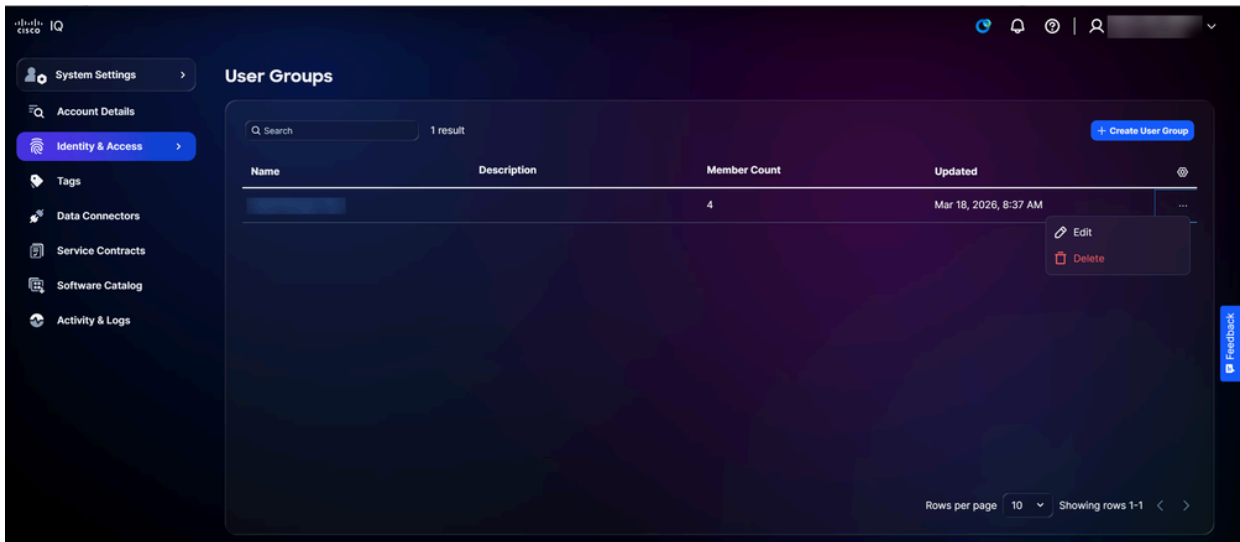 cisco IQ
System Settings
Account Details
Identity & Access
Tags
Data Connectors
Service Contracts
Software Catalog
Activity & Logs
User Groups
Search 1 result + Create User Group
Name Description Member Count Updated
4 Mar 18, 2026, 8:37 AM ...
Edit
Delete
Feedback
Rows per page 10 Showing rows 1-1